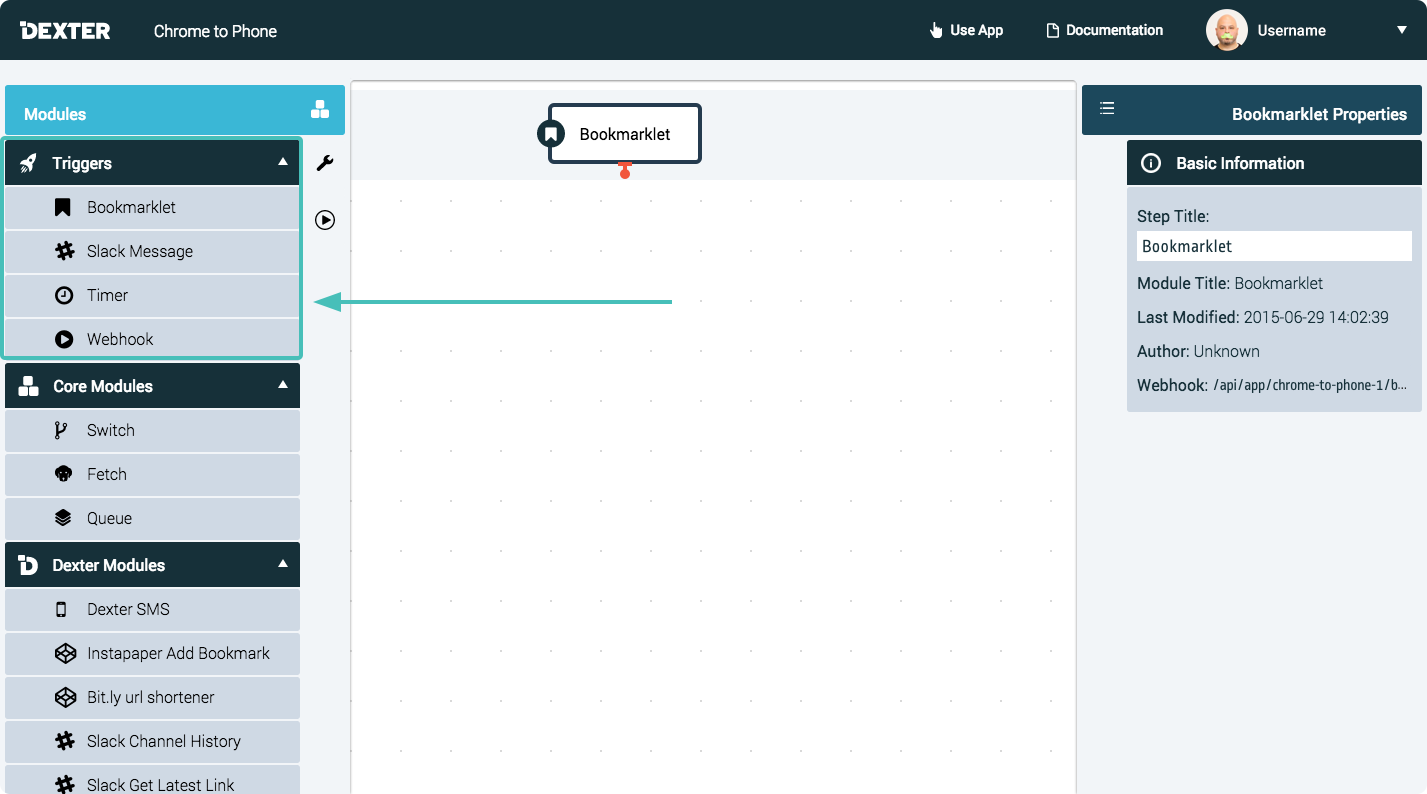 DEXTER
Chrome to Phone
Use App
Documentation
Username
Modules
Triggers
Bookmarklet
Slack Message
Timer
Webhook
Core Modules
Switch
Fetch
Queue
Dexter Modules
Dexter SMS
Instapaper Add Bookmark
Bit.ly url shortener
Slack Channel History
Slack Get Latest Link
Bookmarklet
Bookmarklet Properties
Basic Information
Step Title:
Bookmarklet
Module Title: Bookmarklet
Last Modified: 2015-06-29 14:02:39
Author: Unknown
Webhook: /api/app/chrome-to-phone-1/b...